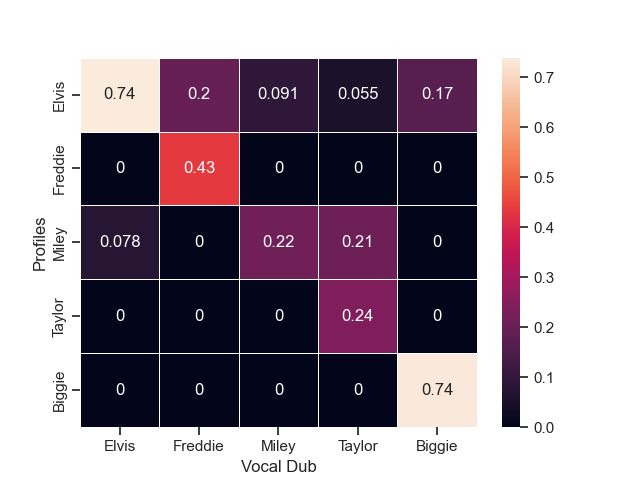 Profiles
Elvis
0.74 0.2 0.091 0.055 0.17
Freddie
0 0.43 0 0 0
Miley
0.078 0 0.22 0.21 0
Taylor
0 0 0 0.24 0
Biggie
0 0 0 0 0.74
Elvis Freddie Miley Taylor Biggie
Vocal Dub
0.7
0.6
0.5
0.4
0.3
0.2
0.1
0.0